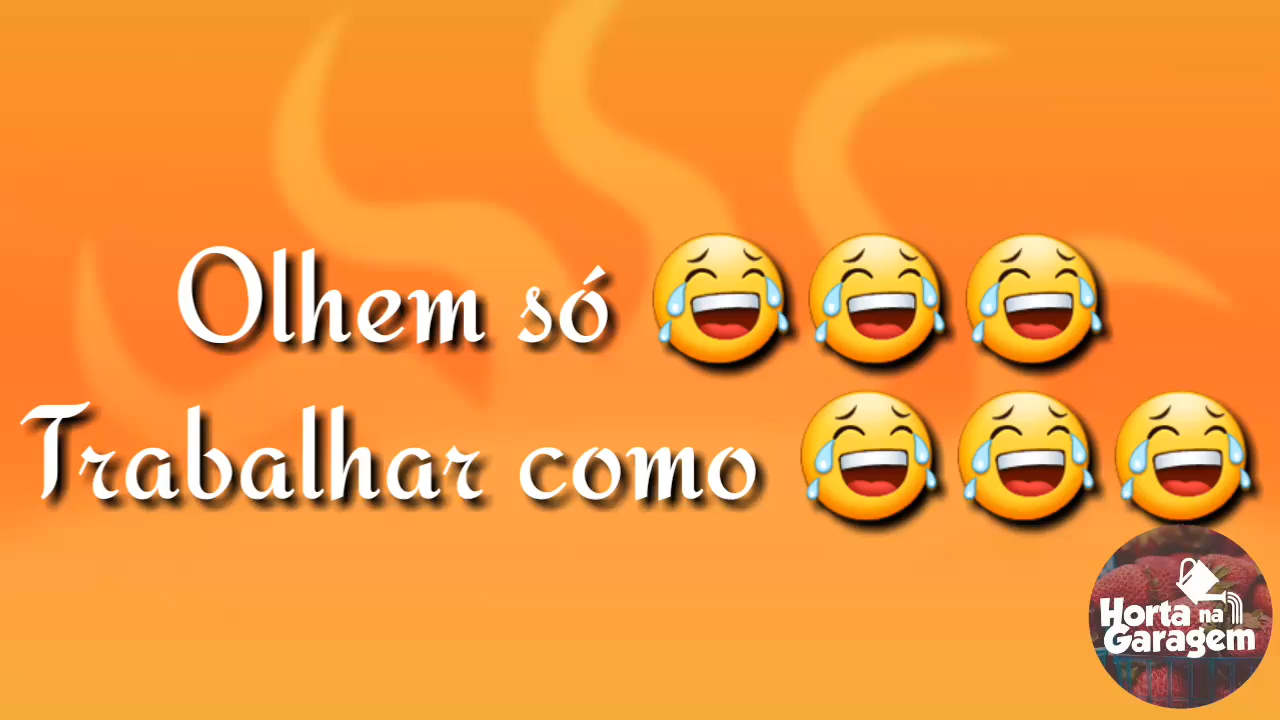 Olhem só 😂😂😂
Trabalhar como 😂😂😂
Horta na
Garagem